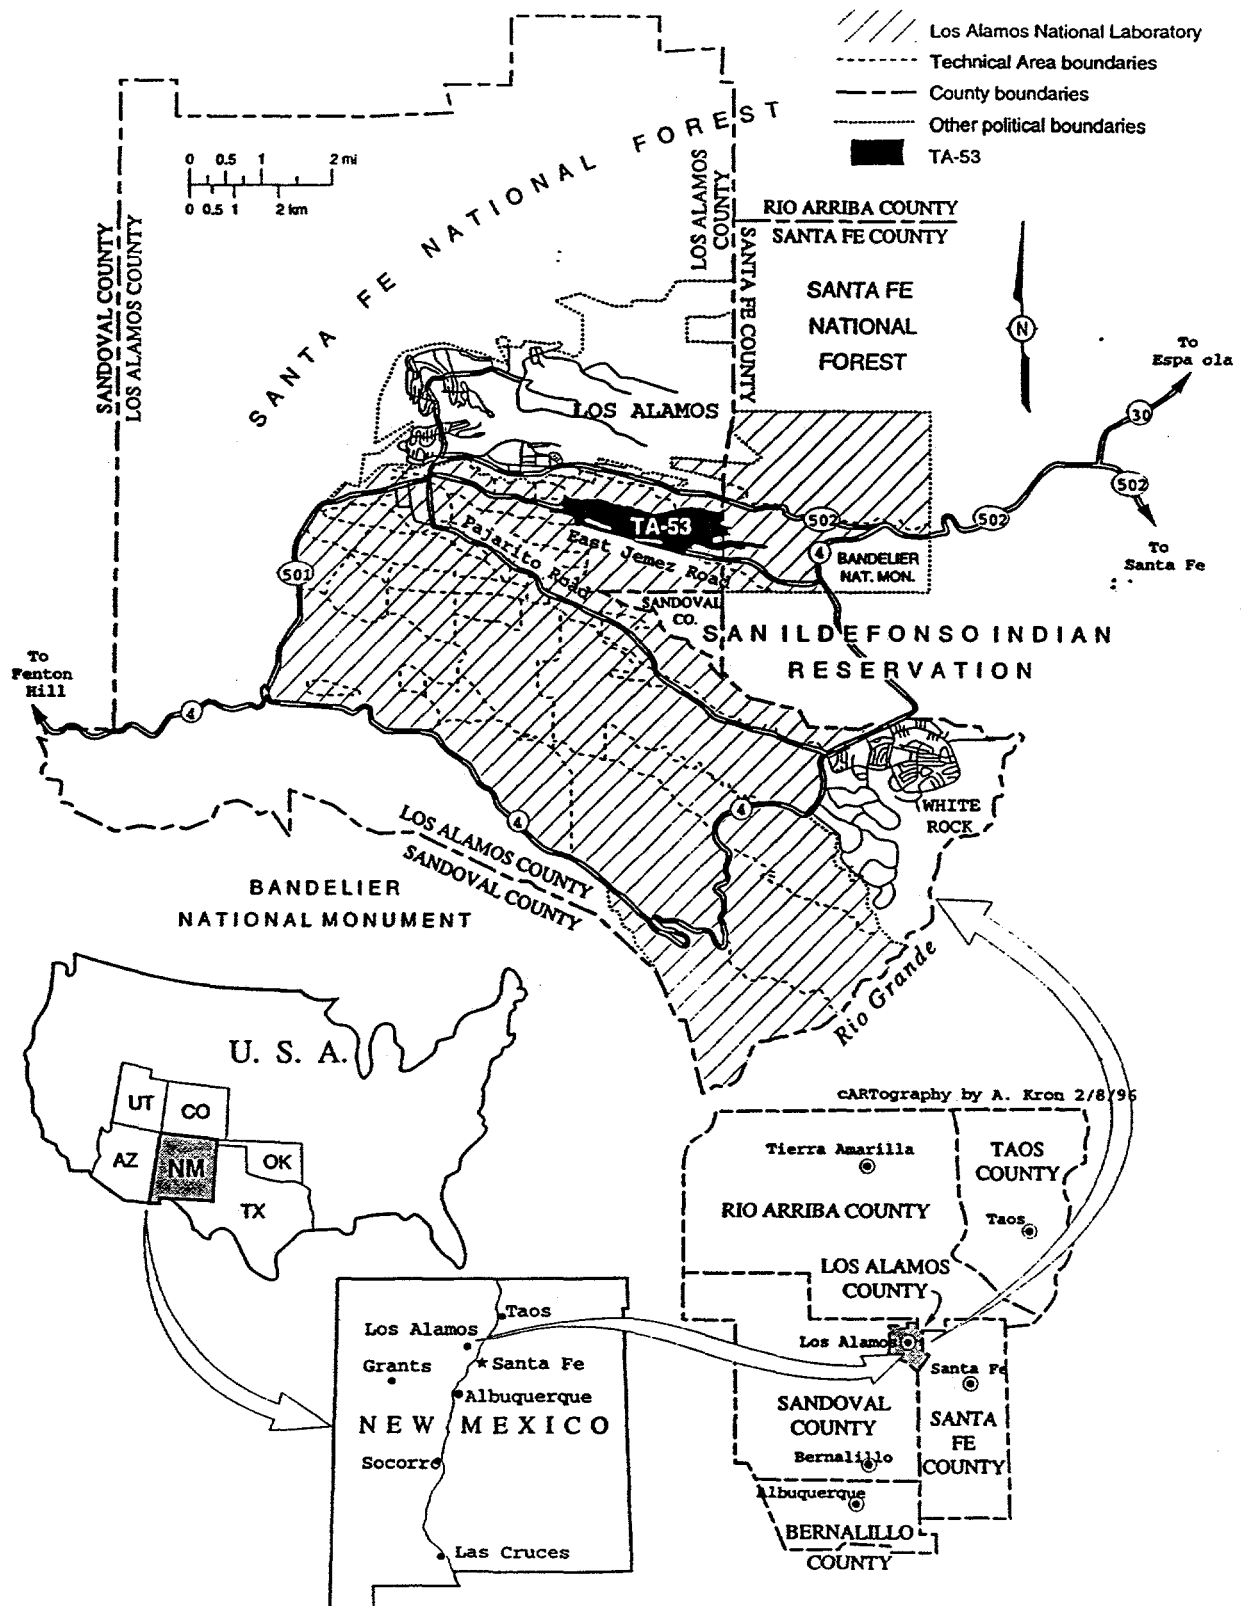 Los Alamos National Laboratory
Technical Area boundaries
County boundaries
Other political boundaries
TA-53
0 0.5 1 2 mi
0 0.5 1 2 km
SANTA FE NATIONAL FOREST
SANDOVAL COUNTY
LOS ALAMOS COUNTY
LOS ALAMOS
COUNTY
SANTA FE COUNTY
RIO ARRIBA COUNTY
SANTA FE COUNTY
SANTA FE
NATIONAL
FOREST
N
To
Espa ola
30
502
502
502
To
Santa Fe
LOS ALAMOS
TA-53
East Jemez Road
Pajarito Road
501
4
BANDELIER
NAT. MON.
SANDOVAL
CO.
SAN ILDEFONSO INDIAN
RESERVATION
To
Fenton
Hill
4
4
4
WHITE
ROCK
LOS ALAMOS COUNTY
SANDOVAL COUNTY
BANDELIER
NATIONAL MONUMENT
Rio Grande
cARTography by A. Kron 2/8/96
U. S. A.
UT
CO
AZ
NM
OK
TX
Taos
Los Alamos
Santa Fe
Grants
Albuquerque
NEW MEXICO
Socorro
Las Cruces
Tierra Amarilla
TAOS
COUNTY
RIO ARRIBA COUNTY
Taos
LOS ALAMOS
COUNTY
Los Alamos
Santa Fe
SANDOVAL
COUNTY
SANTA
FE
COUNTY
Bernalillo
Albuquerque
BERNALILLO
COUNTY